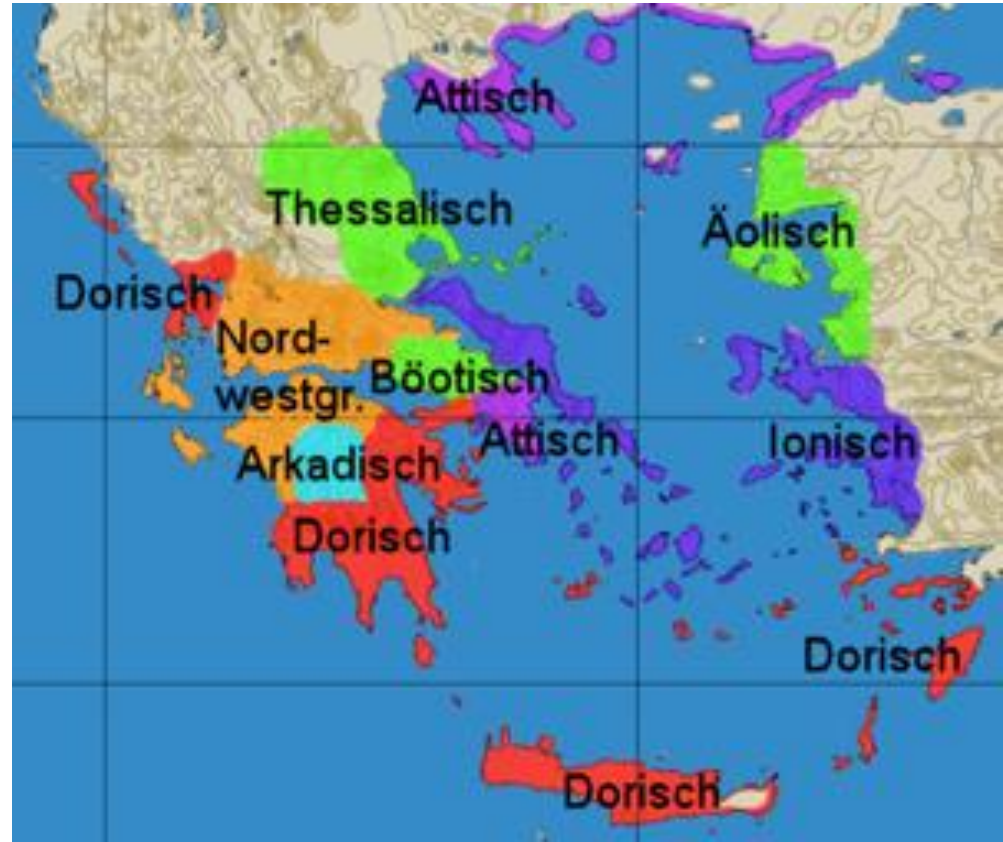 Attisch
Thessalisch
Äolisch
Dorisch
Nord-
westgr.
Böotisch
Attisch
Ionisch
Arkadisch
Dorisch
Dorisch
Dorisch